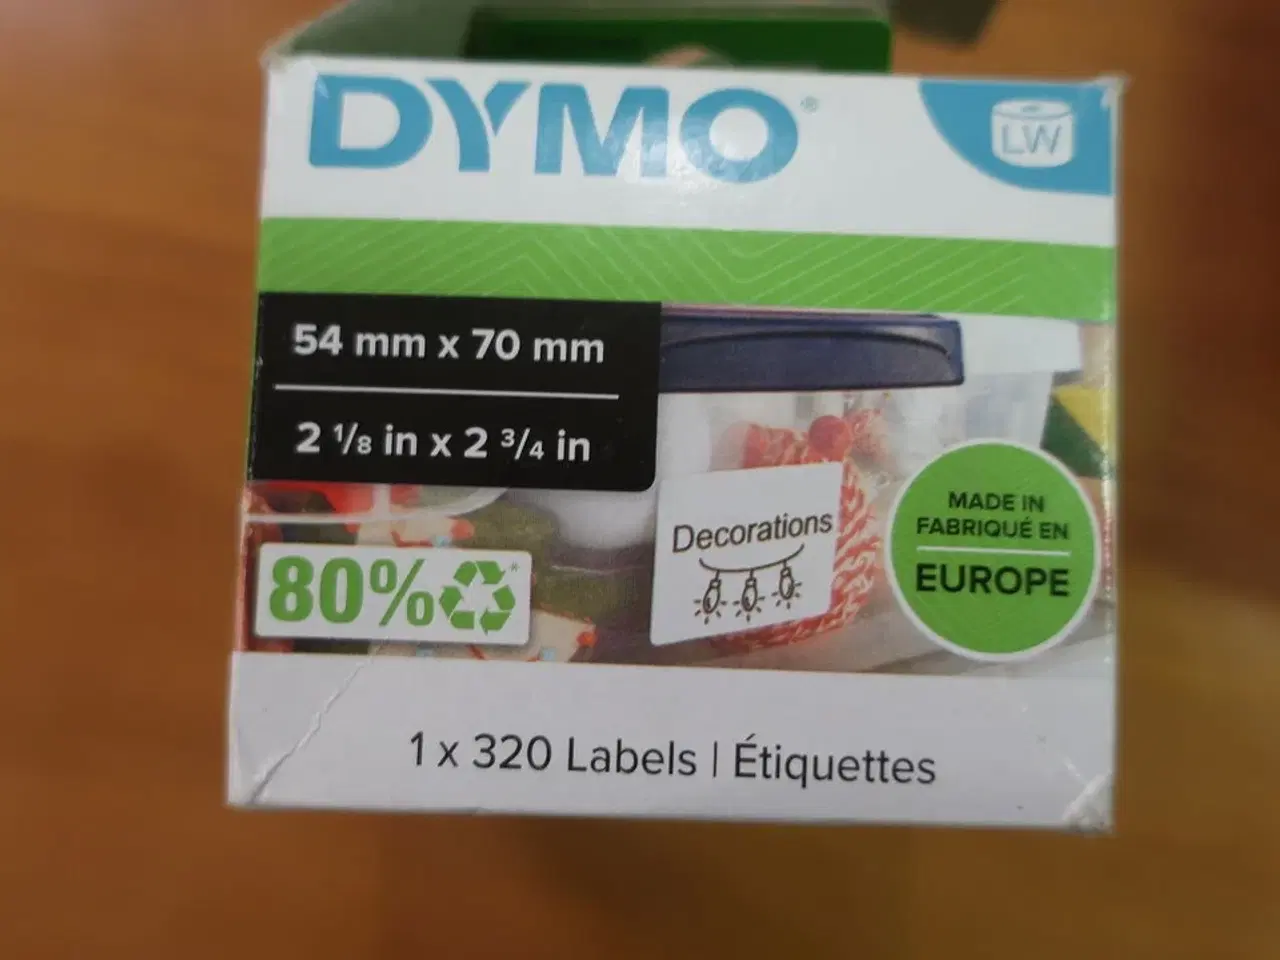 DYMO®
LW
54 mm x 70 mm
2 1/8 in x 2 3/4 in
80%
Decorations
MADE IN
FABRIQUÉ EN
EUROPE
1 x 320 Labels | Étiquettes